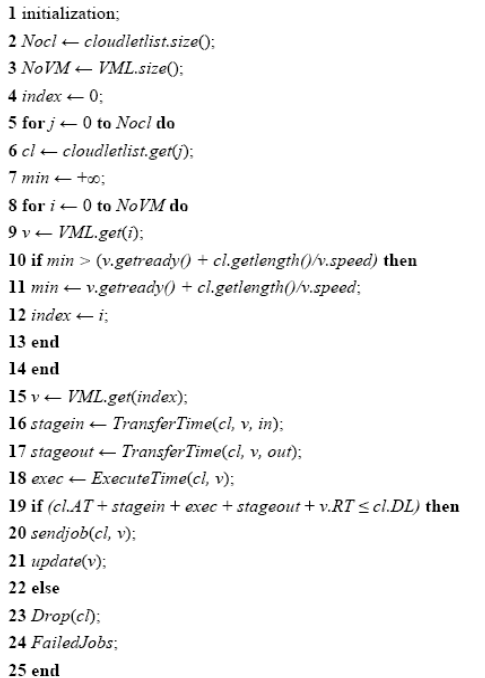 1 initialization;
2 Nocl ← cloudletlist.size();
3 NoVM ← VML.size();
4 index ← 0;
5 for j ← 0 to Nocl do
6 cl ← cloudletlist.get(j);
7 min ← +∞;
8 for i ← 0 to NoVM do
9 v ← VML.get(i);
10 if min > (v.getready() + cl.getlength()/v.speed) then
11 min ← v.getready() + cl.getlength()/v.speed;
12 index ← i;
13 end
14 end
15 v ← VML.get(index);
16 stagein ← TransferTime(cl, v, in);
17 stageout ← TransferTime(cl, v, out);
18 exec ← ExecuteTime(cl, v);
19 if (cl.AT + stagein + exec + stageout + v.RT ≤ cl.DL) then
20 sendjob(cl, v);
21 update(v);
22 else
23 Drop(cl);
24 FailedJobs;
25 end